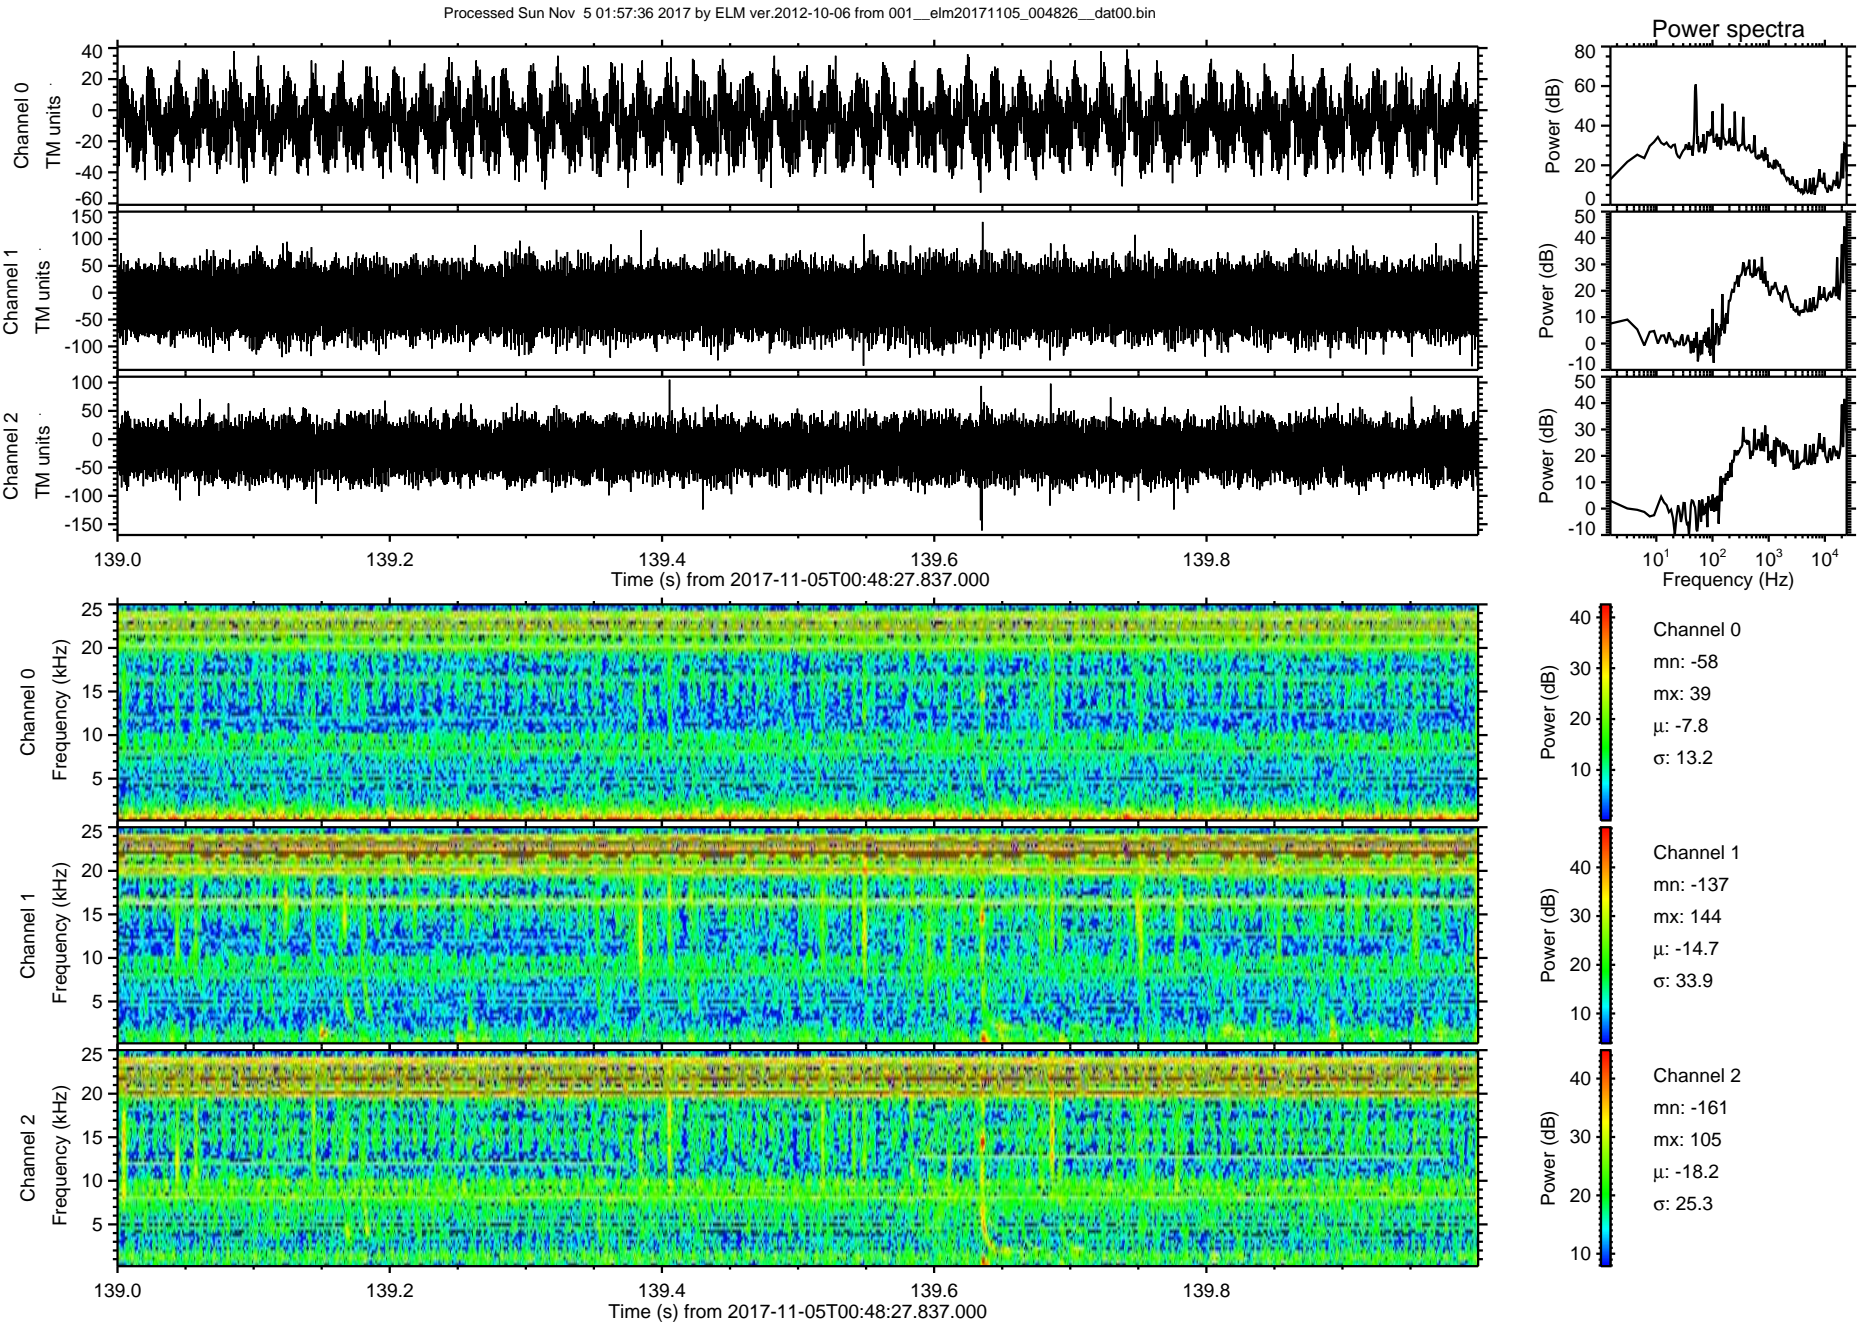 Processed Sun Nov  5 01:57:36 2017 by ELM ver.2012-10-06 from 001__elm20171105_004826__dat00.bin
Power spectra
Channel 0
TM units
40
20
0
-20
-40
-60
Power (dB)
80
60
40
20
0
Channel 1
TM units
150
100
50
0
-50
-100
Power (dB)
50
40
30
20
10
0
-10
Channel 2
TM units
100
50
0
-50
-100
-150
Power (dB)
50
40
30
20
10
0
-10
139.0 139.2 139.4 139.6 139.8
Time (s) from 2017-11-05T00:48:27.837.000
10¹ 10² 10³ 10⁴
Frequency (Hz)
Channel 0
Frequency (kHz)
25
20
15
10
5
Power (dB)
40
30
20
10
Channel 0
mn: -58
mx: 39
μ: -7.8
σ: 13.2
Channel 1
Frequency (kHz)
25
20
15
10
5
Power (dB)
40
30
20
10
Channel 1
mn: -137
mx: 144
μ: -14.7
σ: 33.9
Channel 2
Frequency (kHz)
25
20
15
10
5
Power (dB)
40
30
20
10
Channel 2
mn: -161
mx: 105
μ: -18.2
σ: 25.3
139.0 139.2 139.4 139.6 139.8
Time (s) from 2017-11-05T00:48:27.837.000